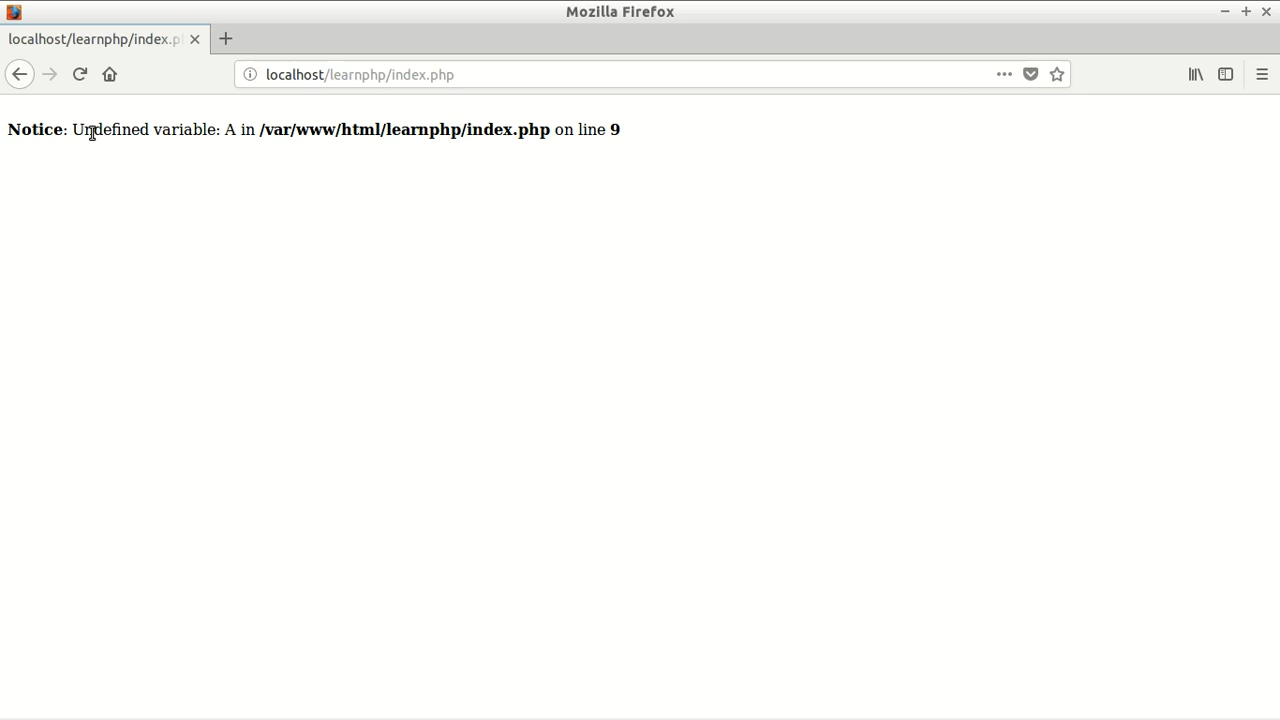 Mozilla Firefox
localhost/learnphp/index.p
localhost/learnphp/index.php
Notice: Undefined variable: A in /var/www/html/learnphp/index.php on line 9